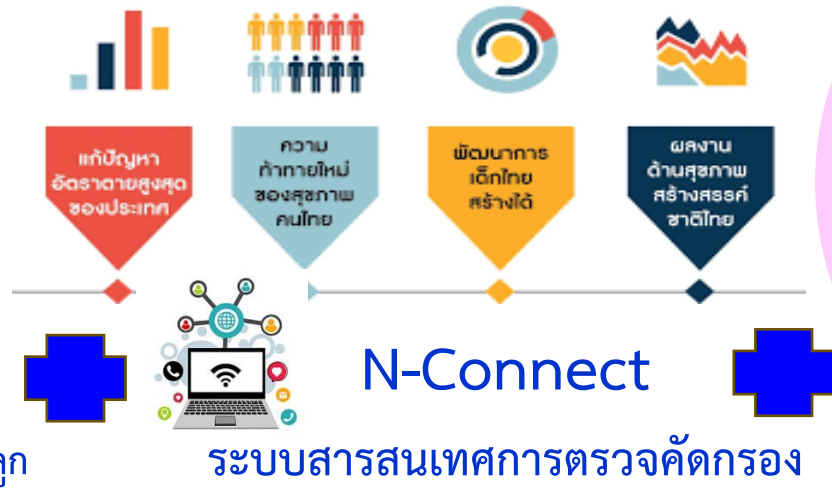 แก้ปัญหา
อัตราตายสูงสุด
ของประเทศ
ความ
ท้าทายใหม่
ของสุขภาพ
คนไทย
พัฒนาการ
เด็กไทย
สร้างได้
ผลงาน
ด้านสุขภาพ
สร้างสรรค์
ชาติไทย
N-Connect
ระบบสารสนเทศการตรวจคัดกรอง